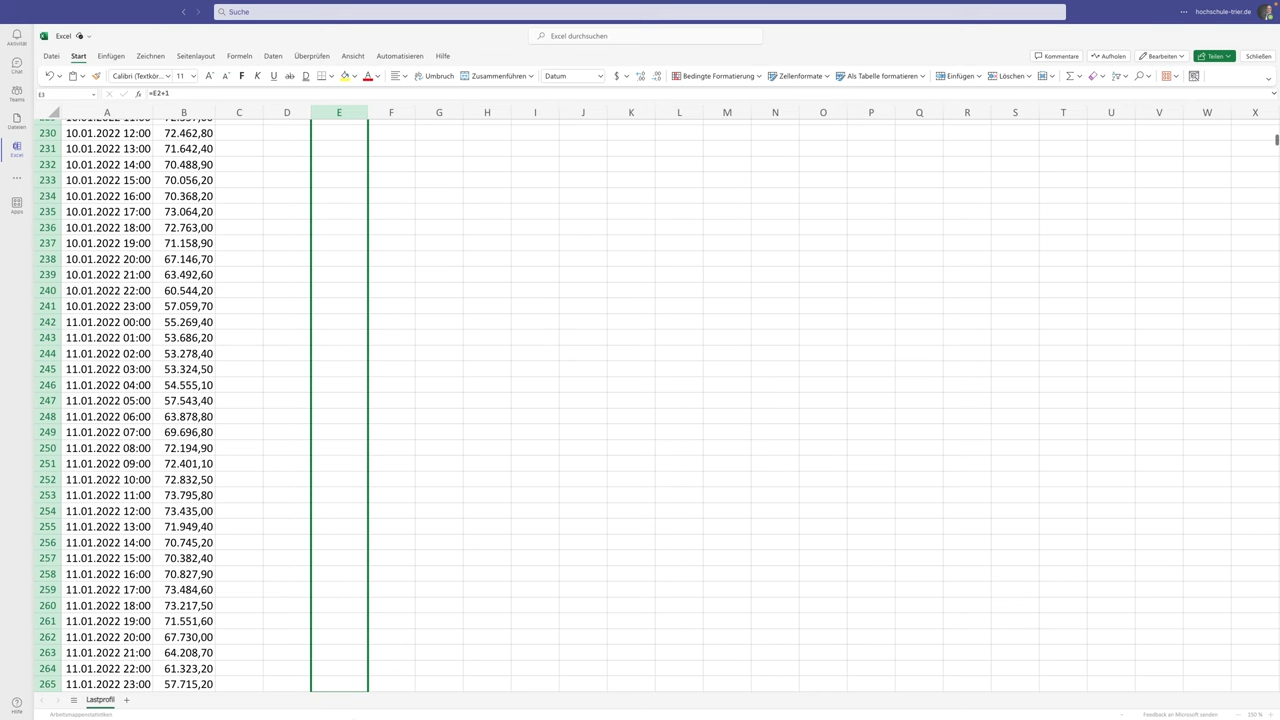 Suche
hochschule-trier.de
Aktivität
Chat
Teams
Dateien
Excel
Apps
Hilfe
Excel
Excel durchsuchen
Datei Start Einfügen Zeichnen Seitenlayout Formeln Daten Überprüfen Ansicht Automatisieren Hilfe
Kommentare Aufholen Bearbeiten Teilen Schließen
Calibri (Textkör... 11 F K U ab D A Umbruch Zusammenführen Datum $ Bedingte Formatierung Zellenformate Als Tabelle formatieren Einfügen Löschen
E3 fx =E2+1
A B C D E F G H I J K L M N O P Q R S T U V W X
230 10.01.2022 12:00 72.462,80
231 10.01.2022 13:00 71.642,40
232 10.01.2022 14:00 70.488,90
233 10.01.2022 15:00 70.056,20
234 10.01.2022 16:00 70.368,20
235 10.01.2022 17:00 73.064,20
236 10.01.2022 18:00 72.763,00
237 10.01.2022 19:00 71.158,90
238 10.01.2022 20:00 67.146,70
239 10.01.2022 21:00 63.492,60
240 10.01.2022 22:00 60.544,20
241 10.01.2022 23:00 57.059,70
242 11.01.2022 00:00 55.269,40
243 11.01.2022 01:00 53.686,20
244 11.01.2022 02:00 53.278,40
245 11.01.2022 03:00 53.324,50
246 11.01.2022 04:00 54.555,10
247 11.01.2022 05:00 57.543,40
248 11.01.2022 06:00 63.878,80
249 11.01.2022 07:00 69.696,80
250 11.01.2022 08:00 72.194,90
251 11.01.2022 09:00 72.401,10
252 11.01.2022 10:00 72.832,50
253 11.01.2022 11:00 73.795,80
254 11.01.2022 12:00 73.435,00
255 11.01.2022 13:00 71.949,40
256 11.01.2022 14:00 70.745,20
257 11.01.2022 15:00 70.382,40
258 11.01.2022 16:00 70.827,90
259 11.01.2022 17:00 73.484,60
260 11.01.2022 18:00 73.217,50
261 11.01.2022 19:00 71.551,60
262 11.01.2022 20:00 67.730,00
263 11.01.2022 21:00 64.208,70
264 11.01.2022 22:00 61.323,20
265 11.01.2022 23:00 57.715,20
Lastprofil
Arbeitsmappenstatistiken Feedback an Microsoft senden 150 %